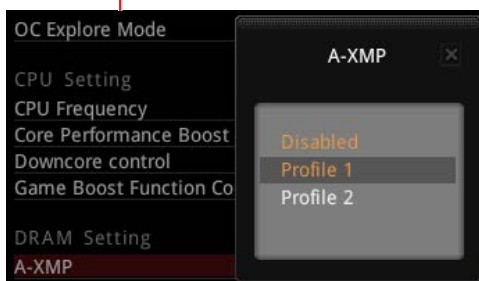 OC Explore Mode
CPU Setting
CPU Frequency
Core Performance Boost
Downcore control
Game Boost Function Co
DRAM Setting
A-XMP
A-XMP
Disabled
Profile 1
Profile 2